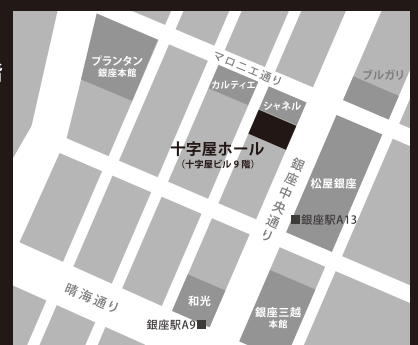 プランタン
銀座本館
マロニエ通り
カルティエ
シャネル
ブルガリ
階
十字屋ホール
（十字屋ビル9階）
銀座中央通り
松屋銀座
銀座駅A13
晴海通り
和光
銀座駅A9
銀座三越
本館